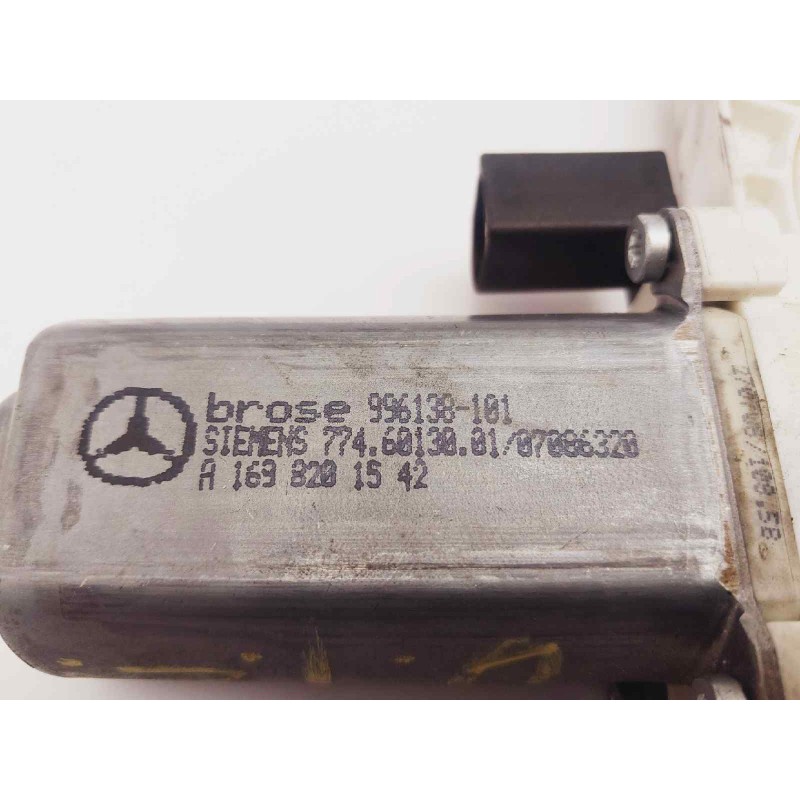 brose 996138-101
SIEMENS 774.60130.01/07086320
A 169 820 15 42